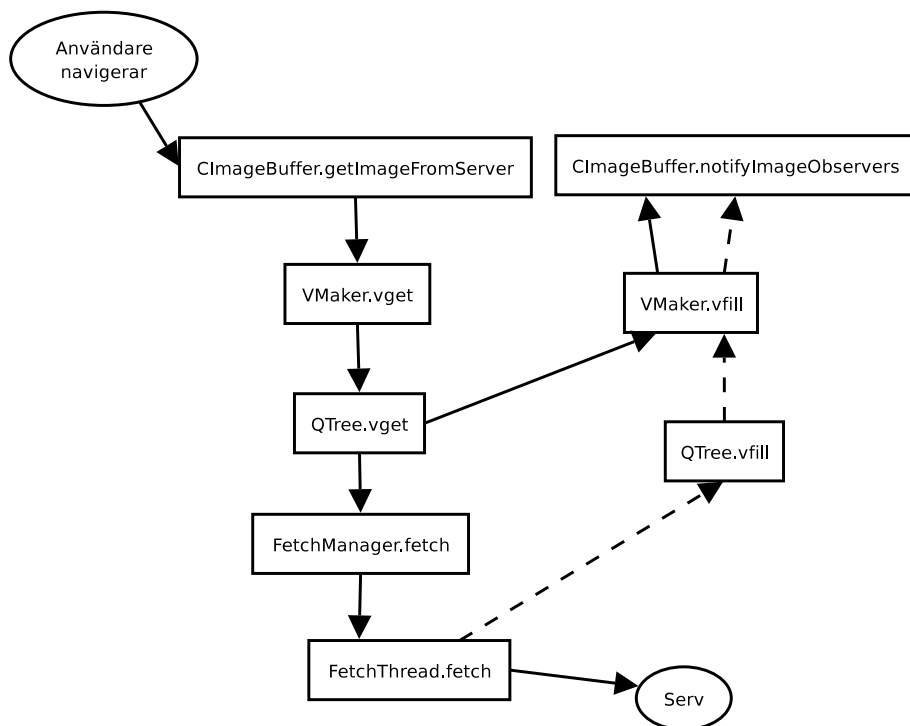 Användare
navigerar
CImageBuffer.getImageFromServer
CImageBuffer.notifyImageObservers
VMaker.vget
VMaker.vfill
QTree.vget
QTree.vfill
FetchManager.fetch
FetchThread.fetch
Serv